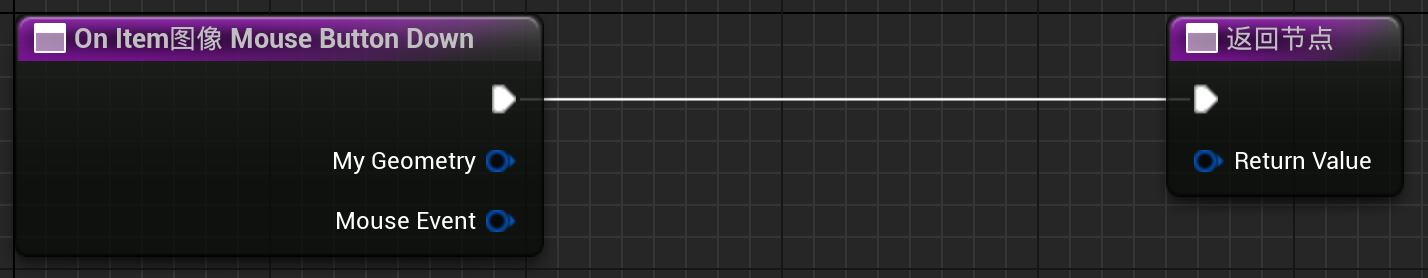 On Item图像 Mouse Button Down
返回节点
My Geometry
Return Value
Mouse Event